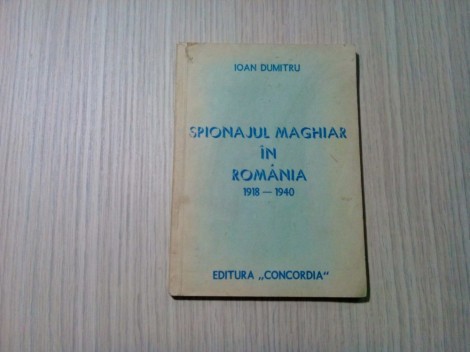 IOAN DUMITRU
SPIONAJUL MAGHIAR
ÎN
ROMÂNIA
1918 — 1940
EDITURA „CONCORDIA"